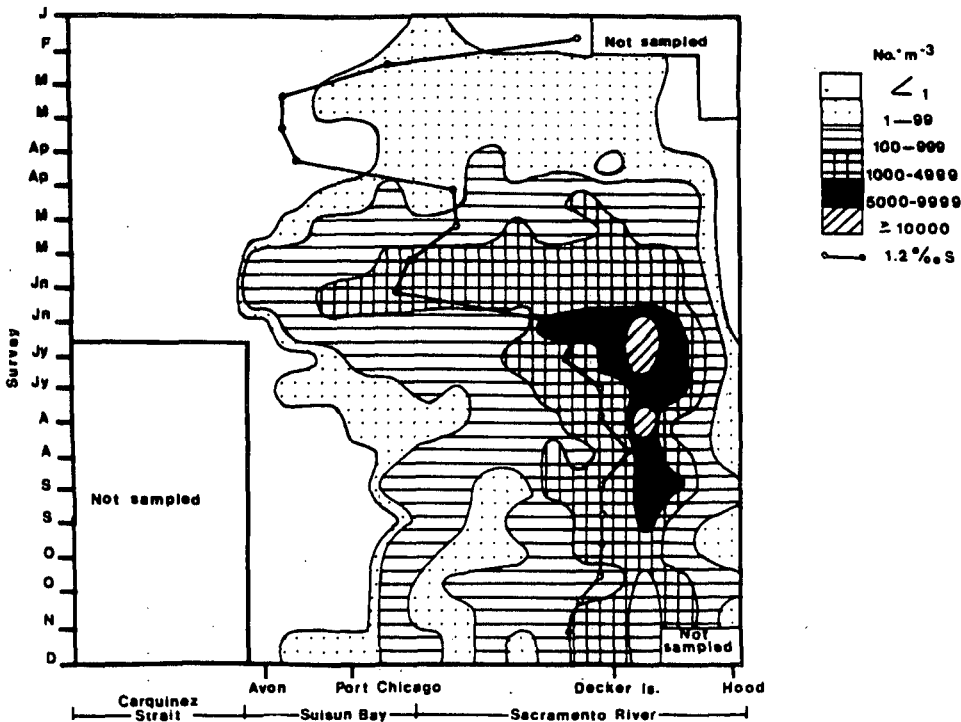 Survey
J
F
M
M
Ap
Ap
M
M
Jn
Jn
Jy
Jy
A
A
S
S
O
O
N
D
Not sampled
Not sampled
Not
sampled
No.·m⁻³
< 1
1—99
100—999
1000-4999
5000-9999
≥ 10000
1.2 ‰ S
Avon Port Chicago Decker Is. Hood
Carquinez
Strait
Suisun Bay
Sacramento River